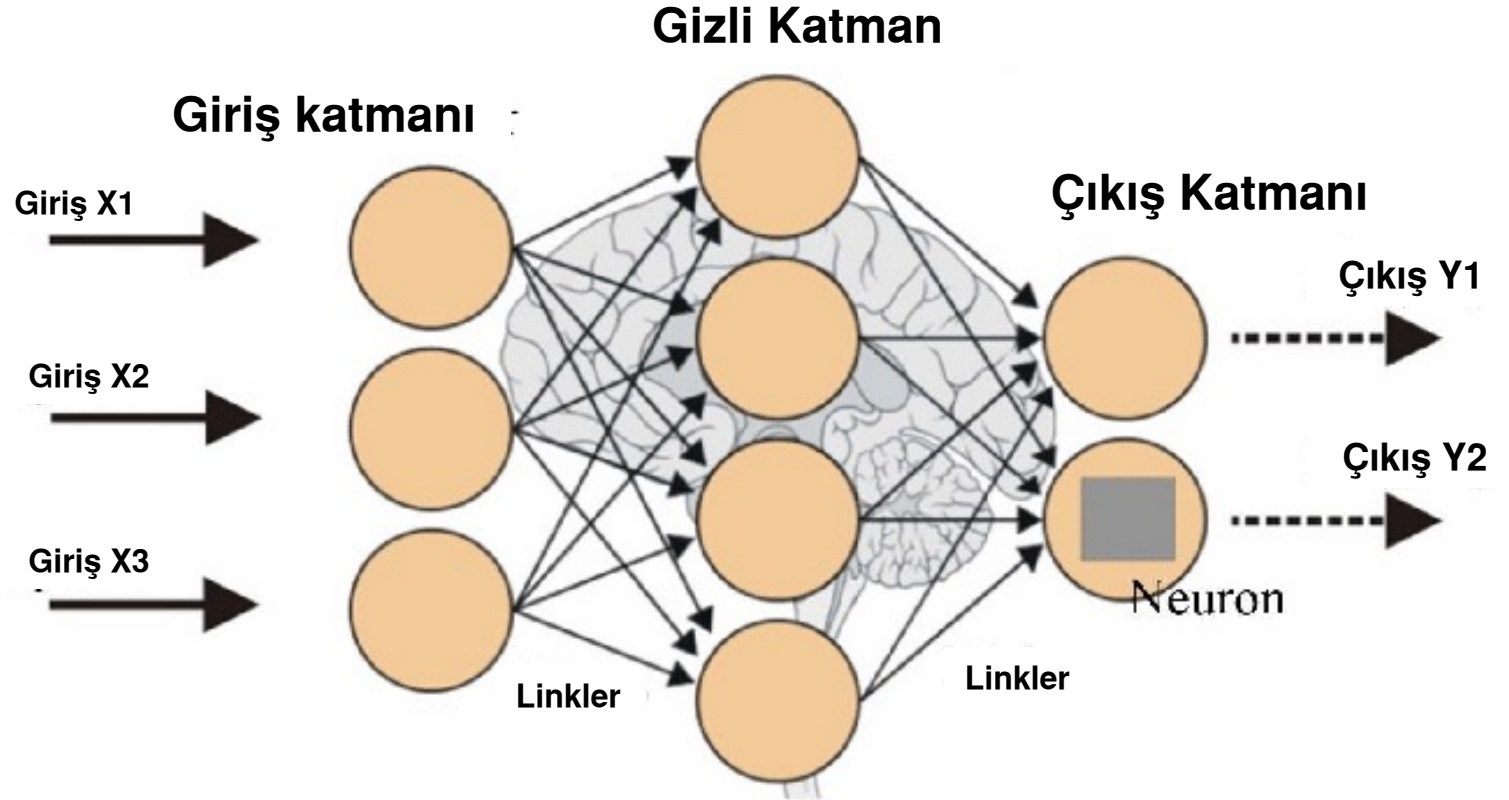 Gizli Katman
Giriş katmanı
Çıkış Katmanı
Giriş X1
Giriş X2
Giriş X3
Çıkış Y1
Çıkış Y2
Neuron
Linkler
Linkler